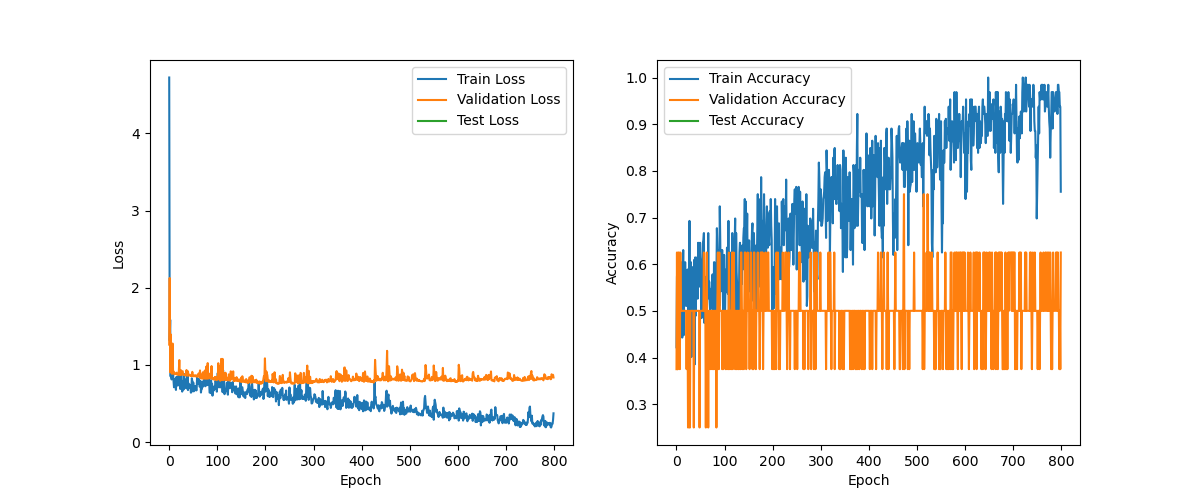 Train Loss
Validation Loss
Test Loss
4
3
2
1
0
Loss
0 100 200 300 400 500 600 700 800
Epoch
Train Accuracy
Validation Accuracy
Test Accuracy
1.0
0.9
0.8
0.7
0.6
0.5
0.4
0.3
Accuracy
0 100 200 300 400 500 600 700 800
Epoch